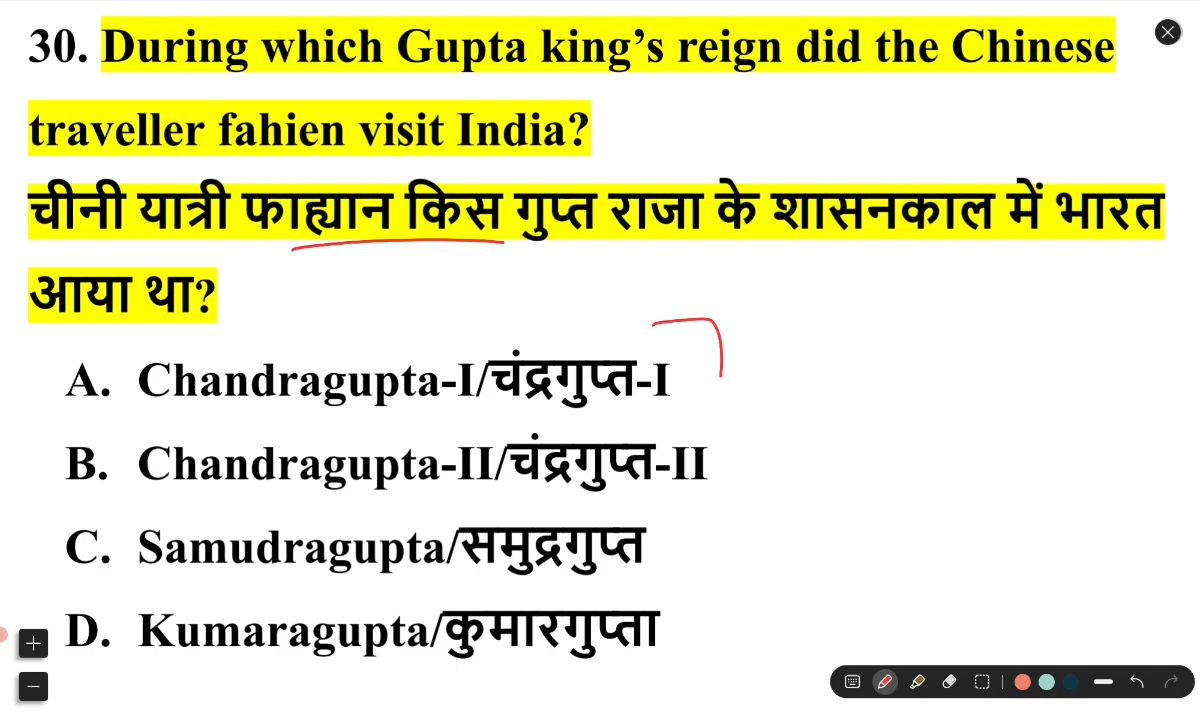 30. During which Gupta king’s reign did the Chinese
traveller fahien visit India?
चीनी यात्री फाह्यान किस गुप्त राजा के शासनकाल में भारत
आया था?
A. Chandragupta-I/चंद्रगुप्त-I
B. Chandragupta-II/चंद्रगुप्त-II
C. Samudragupta/समुद्रगुप्त
D. Kumaragupta/कुमारगुप्ता